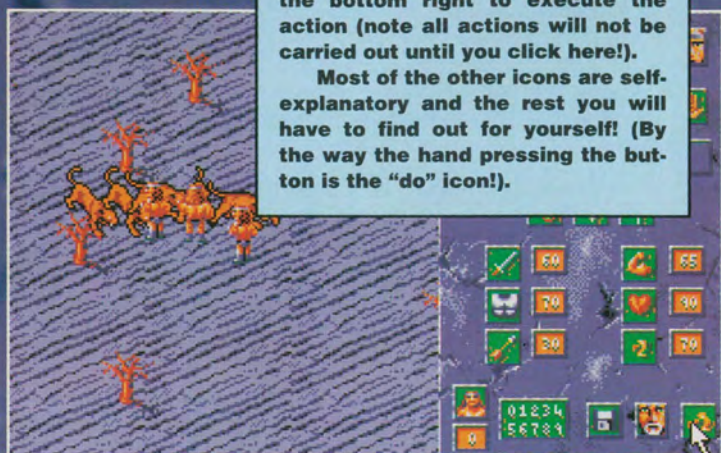 the bottom right to execute the
action (note all actions will not be
carried out until you click here!).
Most of the other icons are self-
explanatory and the rest you will
have to find out for yourself! (By
the way the hand pressing the but-
ton is the "do" icon!).
60
65
70
90
30
70
01234
56789
0